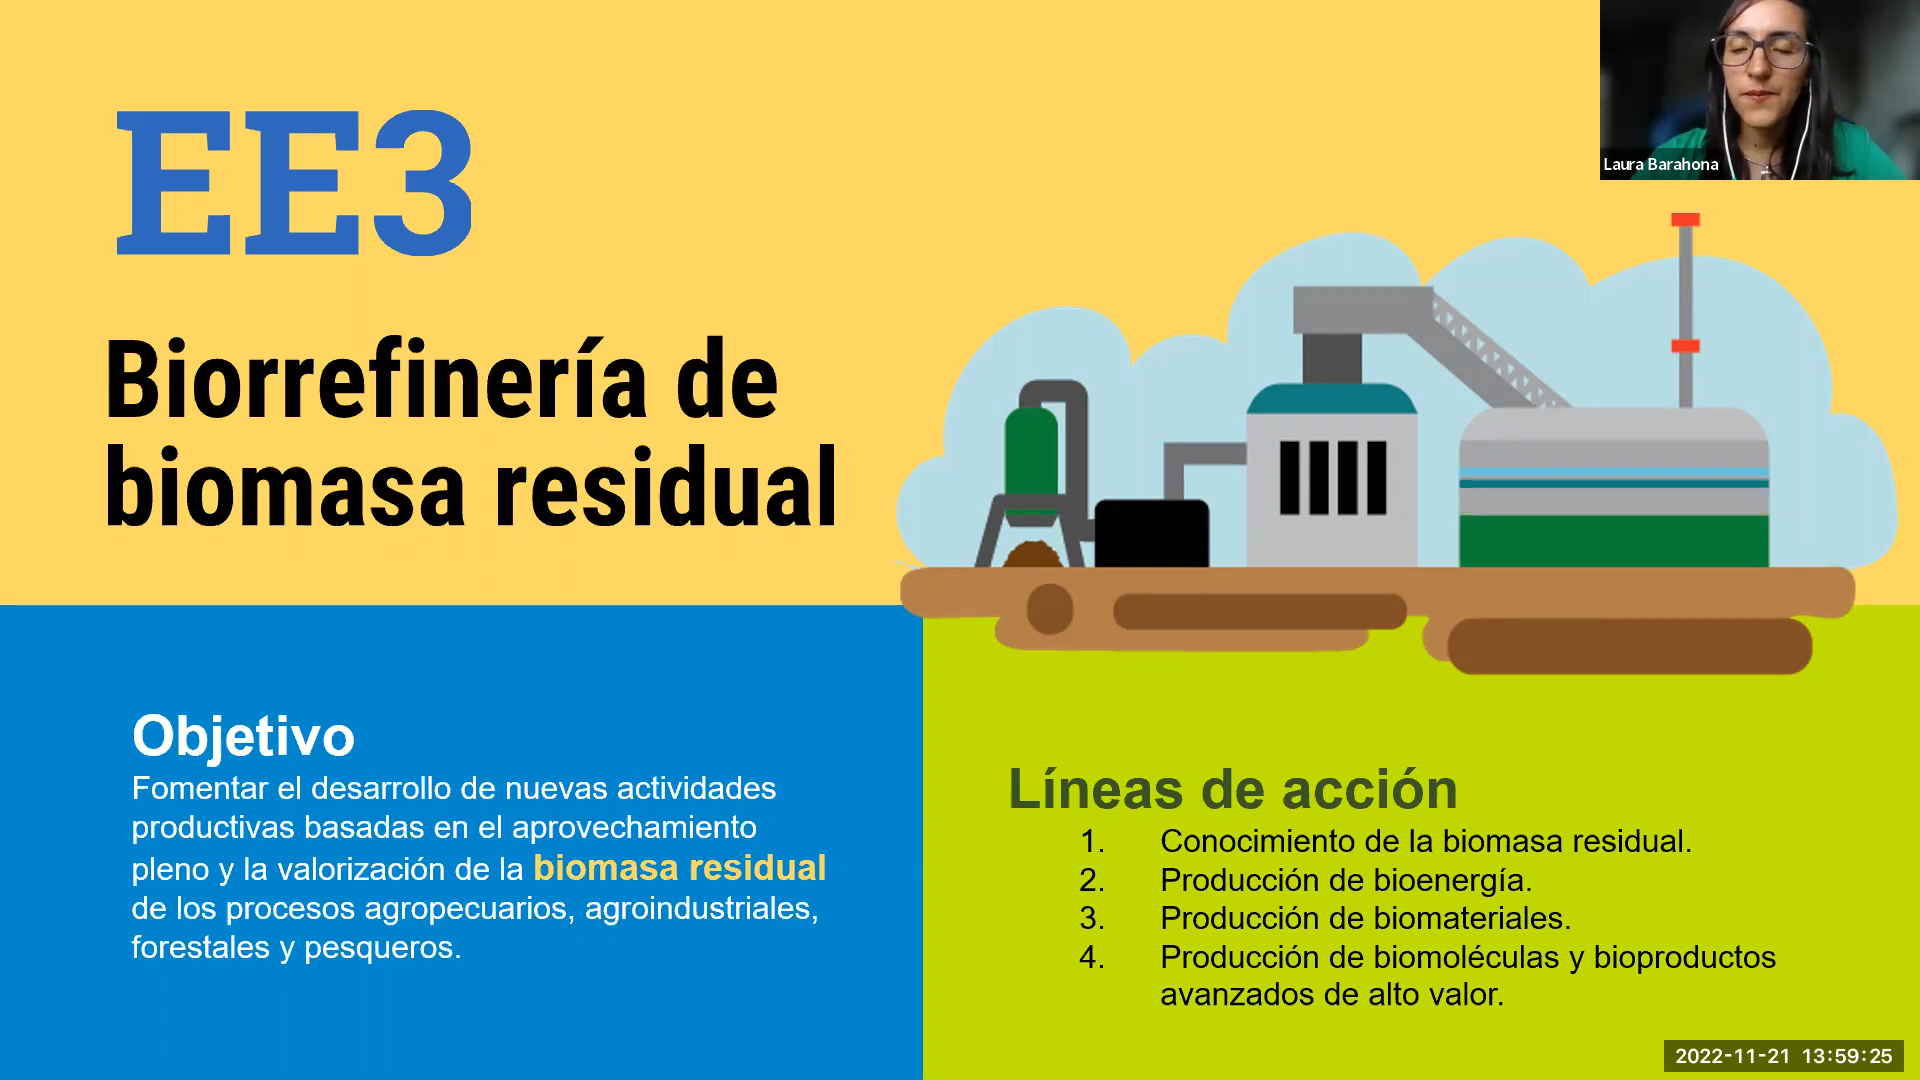 EE3
Biorrefinería de
biomasa residual
Laura Barahona
Objetivo
Fomentar el desarrollo de nuevas actividades
productivas basadas en el aprovechamiento
pleno y la valorización de la biomasa residual
de los procesos agropecuarios, agroindustriales,
forestales y pesqueros.
Líneas de acción
1. Conocimiento de la biomasa residual.
2. Producción de bioenergía.
3. Producción de biomateriales.
4. Producción de biomoléculas y bioproductos
avanzados de alto valor.
2022-11-21 13:59:25